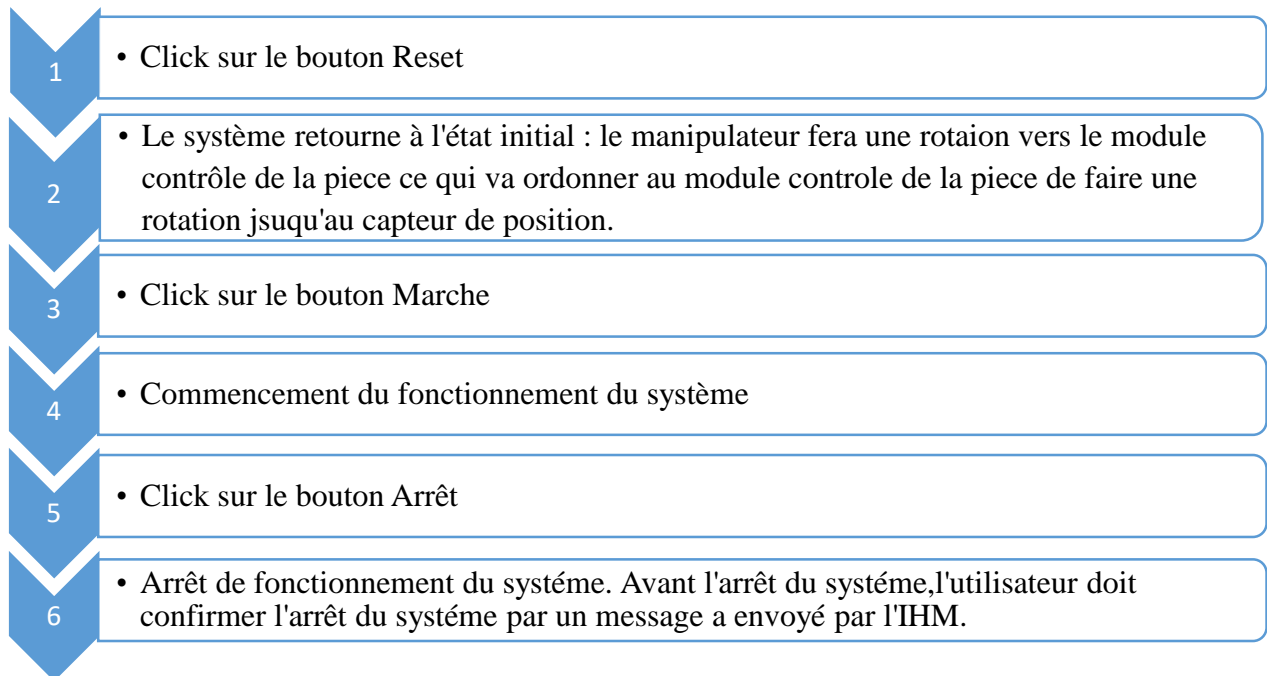 1
• Click sur le bouton Reset
2
• Le système retourne à l'état initial : le manipulateur fera une rotaion vers le module
contrôle de la piece ce qui va ordonner au module controle de la piece de faire une
rotation jsuqu'au capteur de position.
3
• Click sur le bouton Marche
4
• Commencement du fonctionnement du système
5
• Click sur le bouton Arrêt
6
• Arrêt de fonctionnement du systéme. Avant l'arrêt du systéme,l'utilisateur doit
confirmer l'arrêt du systéme par un message a envoyé par l'IHM.